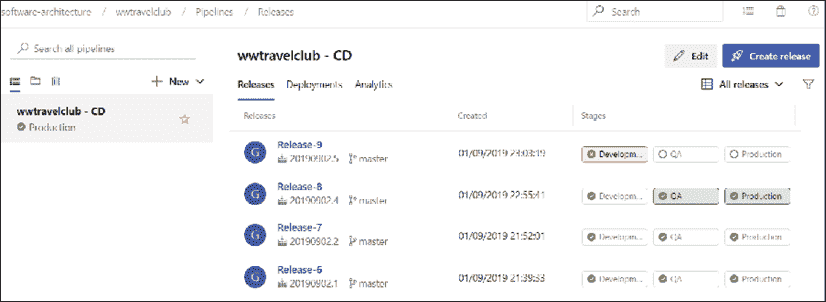 software-architecture / wwtravelclub / Pipelines / Releases
Search
Search all pipelines
New
wwtravelclub - CD
Production
wwtravelclub - CD
Edit
Create release
Releases Deployments Analytics
All releases
Releases Created Stages
G Release-9
20190902.5 master 01/09/2019 23:03:19 Developm... QA Production
G Release-8
20190902.4 master 01/09/2019 22:55:41 Developm... QA Production
G Release-7
20190902.2 master 01/09/2019 21:52:31 Developm... QA Production
G Release-6
20190902.1 master 01/09/2019 21:39:33 Developm... QA Production